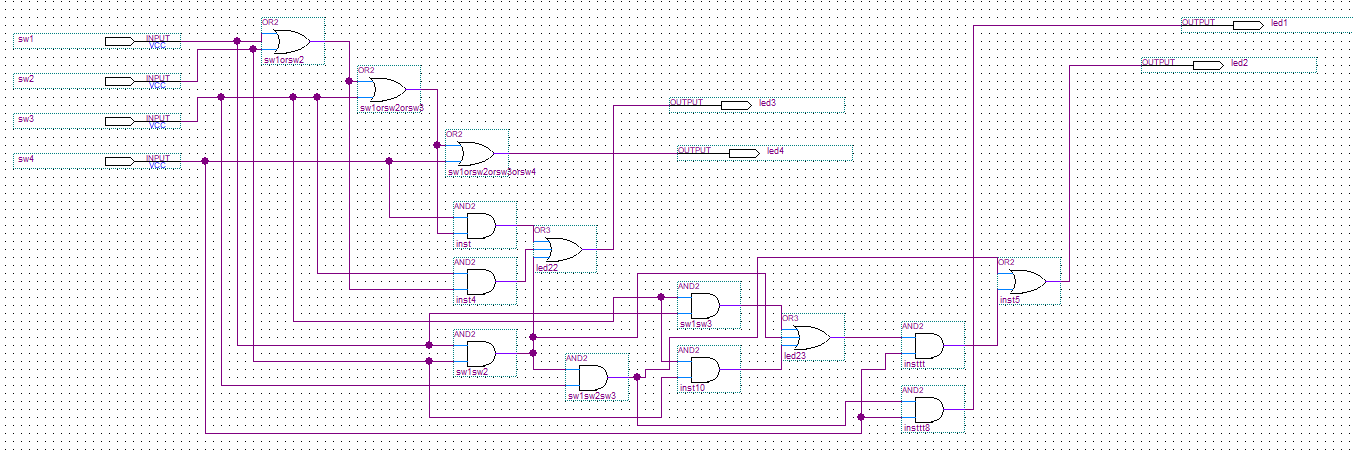 OR2
OUTPUT led1
sw1 INPUT
VCC
sw1orsw2
OUTPUT led2
OR2
sw2 INPUT
VCC
OUTPUT led3
sw1orsw2orsw3
sw3 INPUT
VCC
OR2
sw4 INPUT
VCC
OUTPUT led4
sw1orsw2orsw3orsw4
AND2
inst
OR3
AND2
led22
OR2
inst4
AND2
inst5
sw1sw3
OR3
AND2
AND2
sw1sw2
AND2
AND2
led23
insttt
inst10
sw1sw2sw3
AND2
insttt8